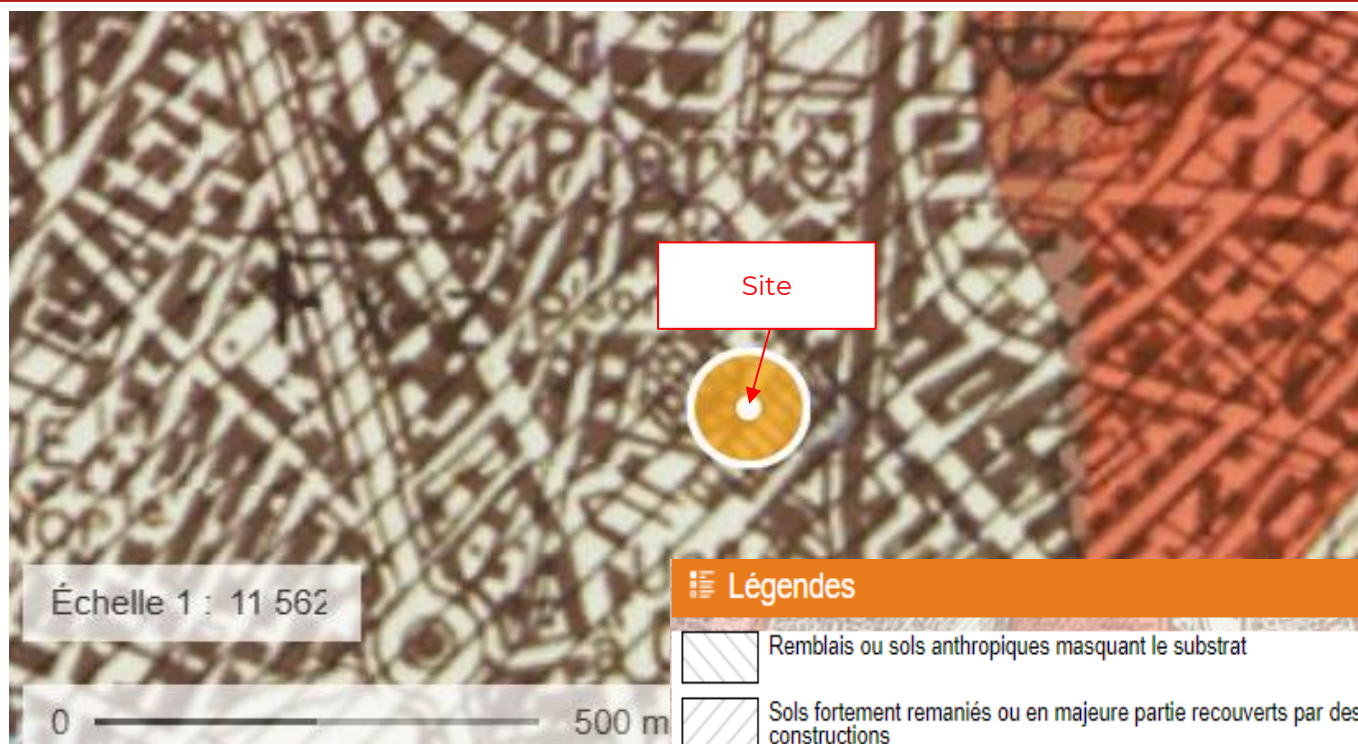 Site
Échelle 1 : 11 562
0 500 m
Légendes
Remblais ou sols anthropiques masquant le substrat
Sols fortement remaniés ou en majeure partie recouverts par des
constructions